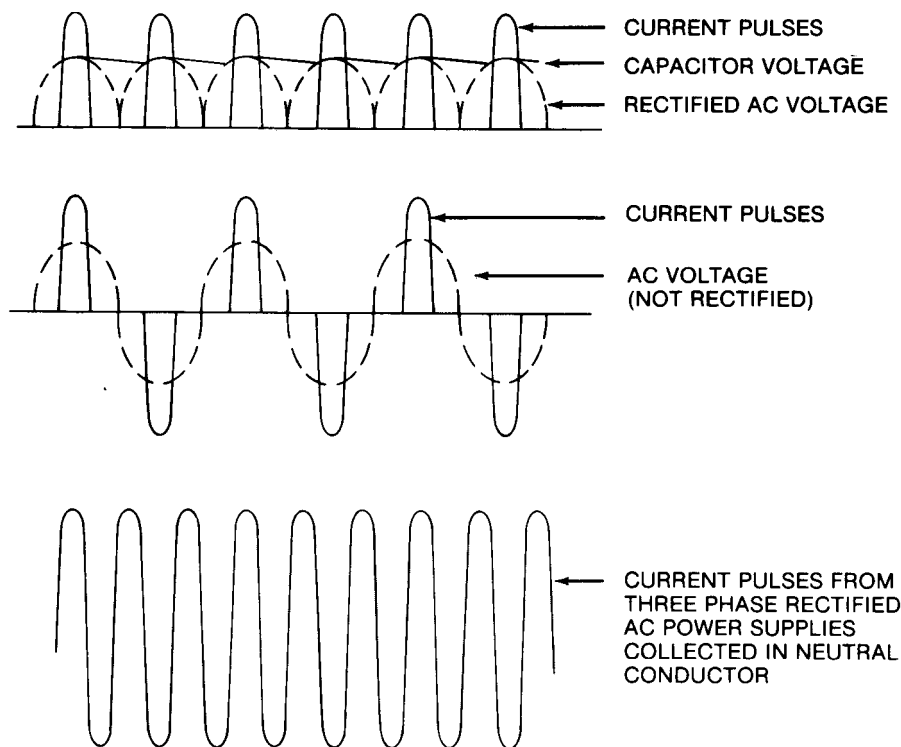 CURRENT PULSES
CAPACITOR VOLTAGE
RECTIFIED AC VOLTAGE
CURRENT PULSES
AC VOLTAGE
(NOT RECTIFIED)
CURRENT PULSES FROM
THREE PHASE RECTIFIED
AC POWER SUPPLIES
COLLECTED IN NEUTRAL
CONDUCTOR